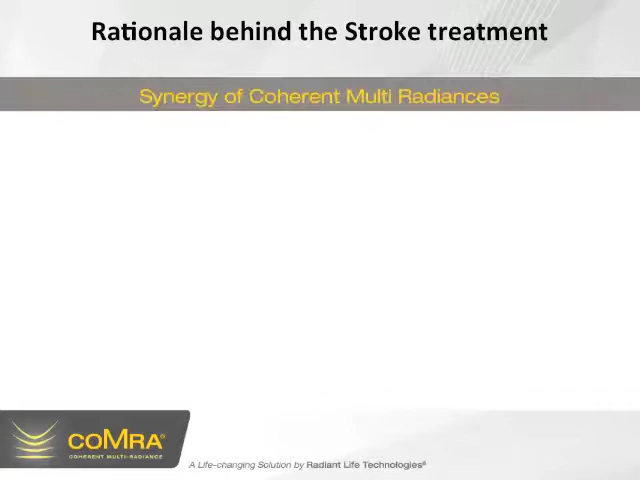 Rationale behind the Stroke treatment
Synergy of Coherent Multi Radiances
COMRA®
COHERENT MULTI-RADIANCE
A Life-changing Solution by Radiant Life Technologies®